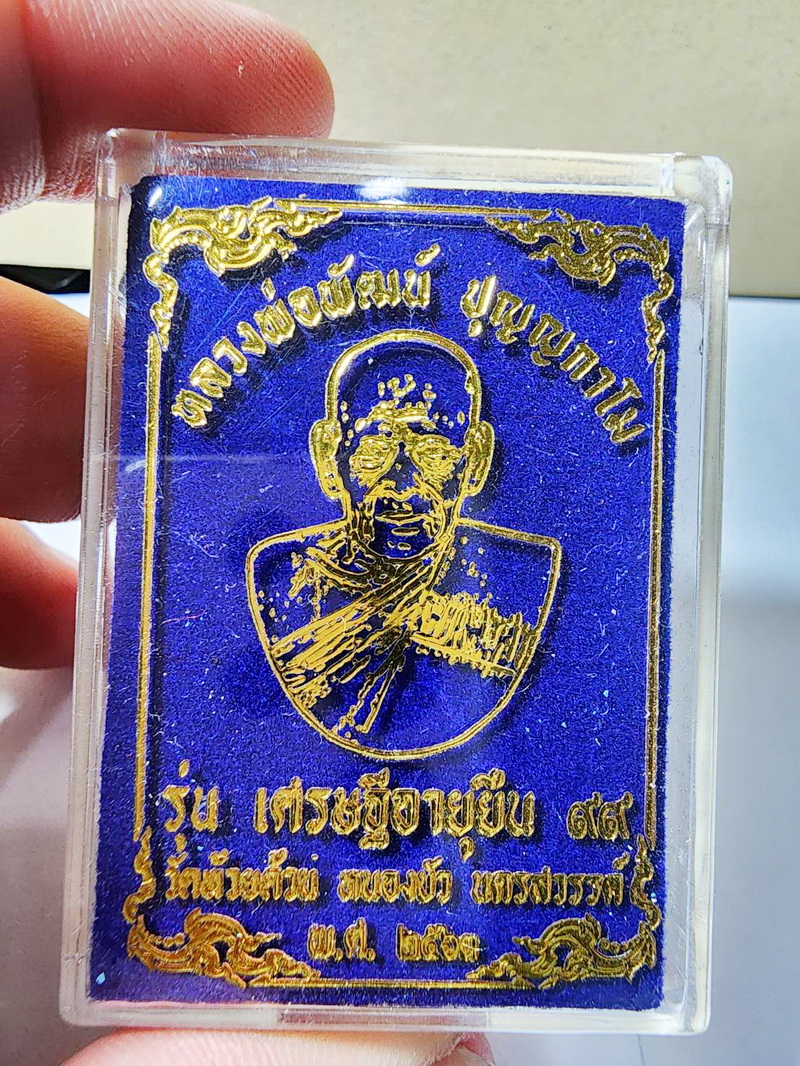 หลวงพ่อพัฒน์ ปุญญกาโม
รุ่น เศรษฐีอายุยืน ๙๙
วัดห้วยด้วน หนองบัว นครสวรรค์
พ.ศ. ๒๕๖๓